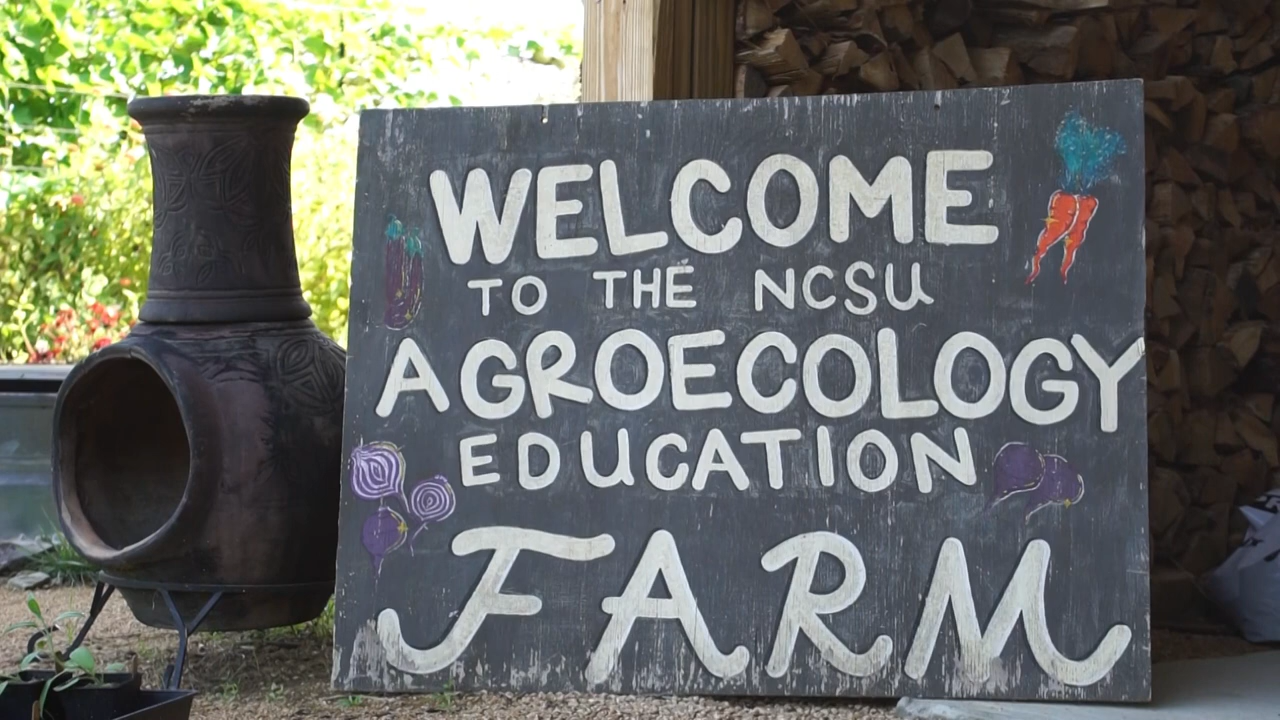 WELCOME
TO THE NCSU
AGROECOLOGY
EDUCATION
FARM